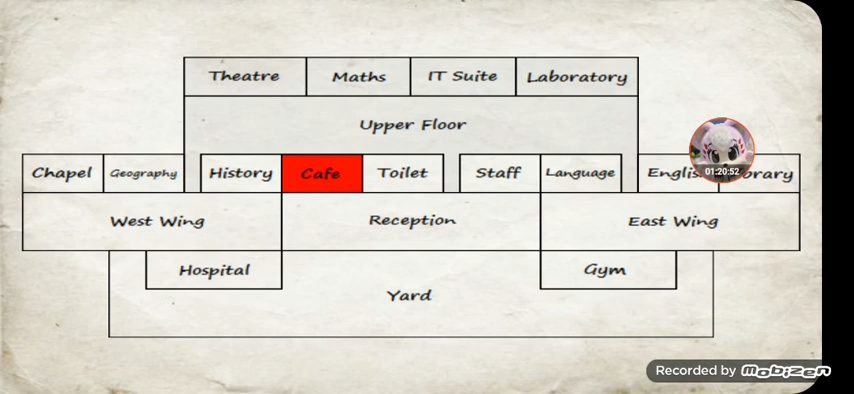 Theatre Maths IT Suite Laboratory
Upper Floor
Chapel Geography History Cafe Toilet Staff Language
01:20:52
West Wing Reception East Wing
Hospital Gym
Yard
Recorded by mobizen